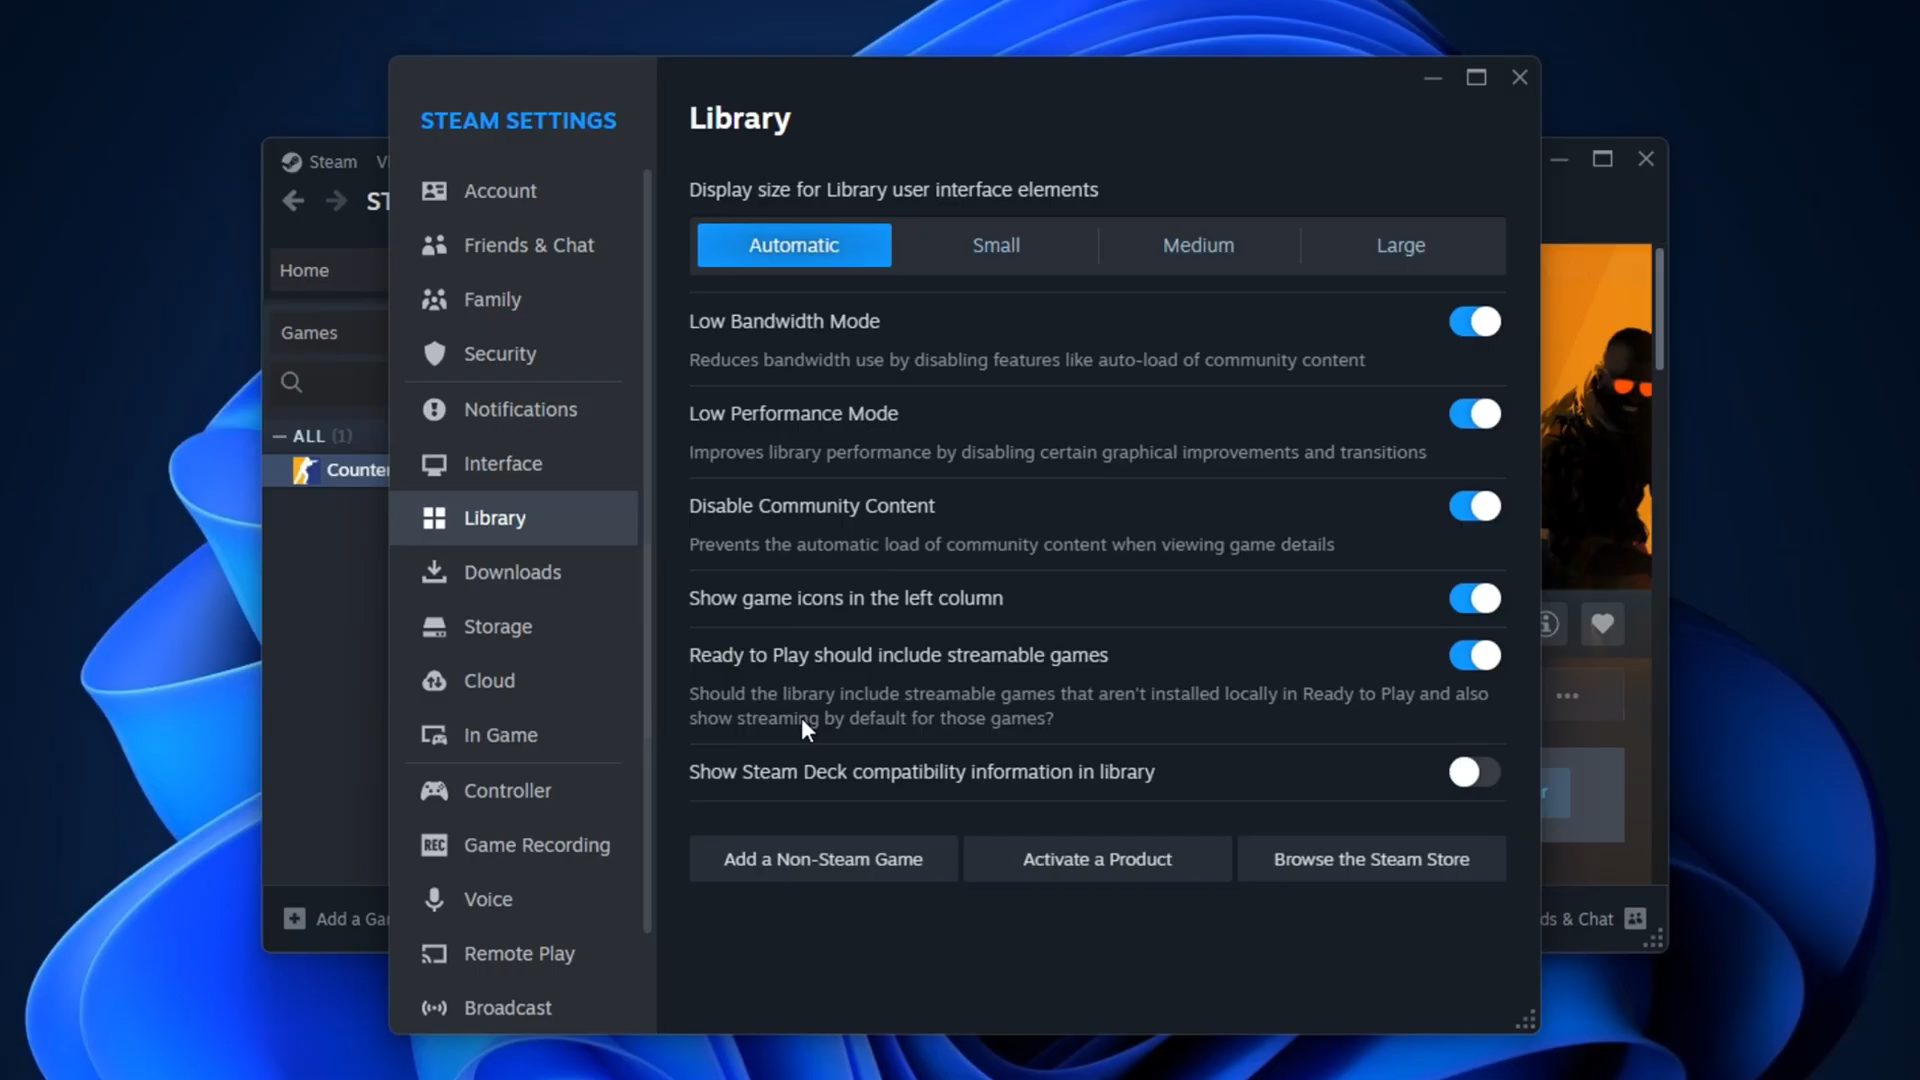 STEAM SETTINGS
Account
Friends & Chat
Family
Security
Notifications
Interface
Library
Downloads
Storage
Cloud
In Game
Controller
REC
Game Recording
Voice
Remote Play
Broadcast
Library
Display size for Library user interface elements
Automatic
Small
Medium
Large
Low Bandwidth Mode
Reduces bandwidth use by disabling features like auto-load of community content
Low Performance Mode
Improves library performance by disabling certain graphical improvements and transitions
Disable Community Content
Prevents the automatic load of community content when viewing game details
Show game icons in the left column
Ready to Play should include streamable games
Should the library include streamable games that aren't installed locally in Ready to Play and also
show streaming by default for those games?
Show Steam Deck compatibility information in library
Add a Non-Steam Game
Activate a Product
Browse the Steam Store
Steam
Home
Games
ALL (1)
Counter
Add a Ga
ds & Chat